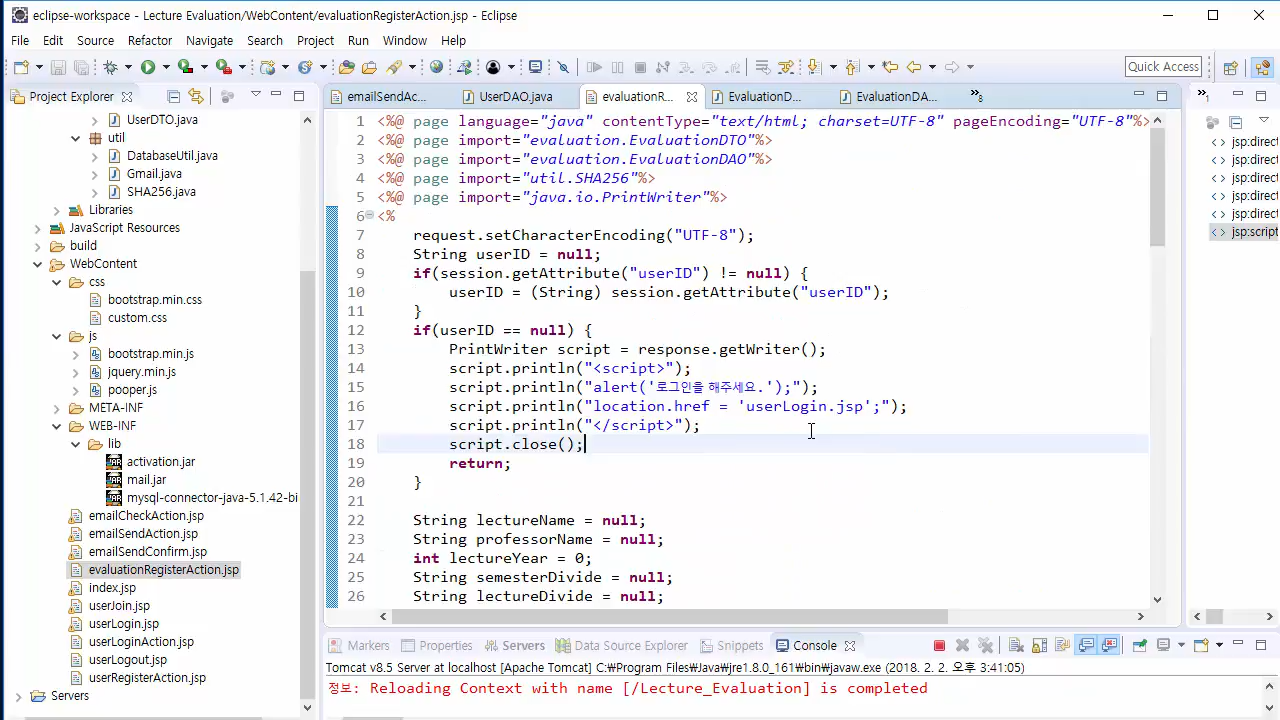 eclipse-workspace - Lecture Evaluation/WebContent/evaluationRegisterAction.jsp - Eclipse
File Edit Source Refactor Navigate Search Project Run Window Help
Quick Access
Project Explorer
UserDTO.java
util
DatabaseUtil.java
Gmail.java
SHA256.java
Libraries
JavaScript Resources
build
WebContent
css
bootstrap.min.css
custom.css
js
bootstrap.min.js
jquery.min.js
pooper.js
META-INF
WEB-INF
lib
activation.jar
mail.jar
mysql-connector-java-5.1.42-bi
emailCheckAction.jsp
emailSendAction.jsp
emailSendConfirm.jsp
evaluationRegisterAction.jsp
index.jsp
userJoin.jsp
userLogin.jsp
userLoginAction.jsp
userLogout.jsp
userRegisterAction.jsp
Servers
emailSendAc... UserDAO.java evaluationR... EvaluationD... EvaluationDA... »8
1 <%@ page language="java" contentType="text/html; charset=UTF-8" pageEncoding="UTF-8"%>
2 <%@ page import="evaluation.EvaluationDTO"%>
3 <%@ page import="evaluation.EvaluationDAO"%>
4 <%@ page import="util.SHA256"%>
5 <%@ page import="java.io.PrintWriter"%>
6 <%
7 request.setCharacterEncoding("UTF-8");
8 String userID = null;
9 if(session.getAttribute("userID") != null) {
10 userID = (String) session.getAttribute("userID");
11 }
12 if(userID == null) {
13 PrintWriter script = response.getWriter();
14 script.println("<script>");
15 script.println("alert('로그인을 해주세요.');");
16 script.println("location.href = 'userLogin.jsp';");
17 script.println("</script>");
18 script.close();
19 return;
20 }
21
22 String lectureName = null;
23 String professorName = null;
24 int lectureYear = 0;
25 String semesterDivide = null;
26 String lectureDivide = null;
»1
jsp:direct
jsp:direct
jsp:direct
jsp:direct
jsp:direct
jsp:script
Markers Properties Servers Data Source Explorer Snippets Console
Tomcat v8.5 Server at localhost [Apache Tomcat] C:₩Program Files₩Java₩jre1.8.0_161₩bin₩javaw.exe (2018. 2. 2. 오후 3:41:05)
정보: Reloading Context with name [/Lecture_Evaluation] is completed